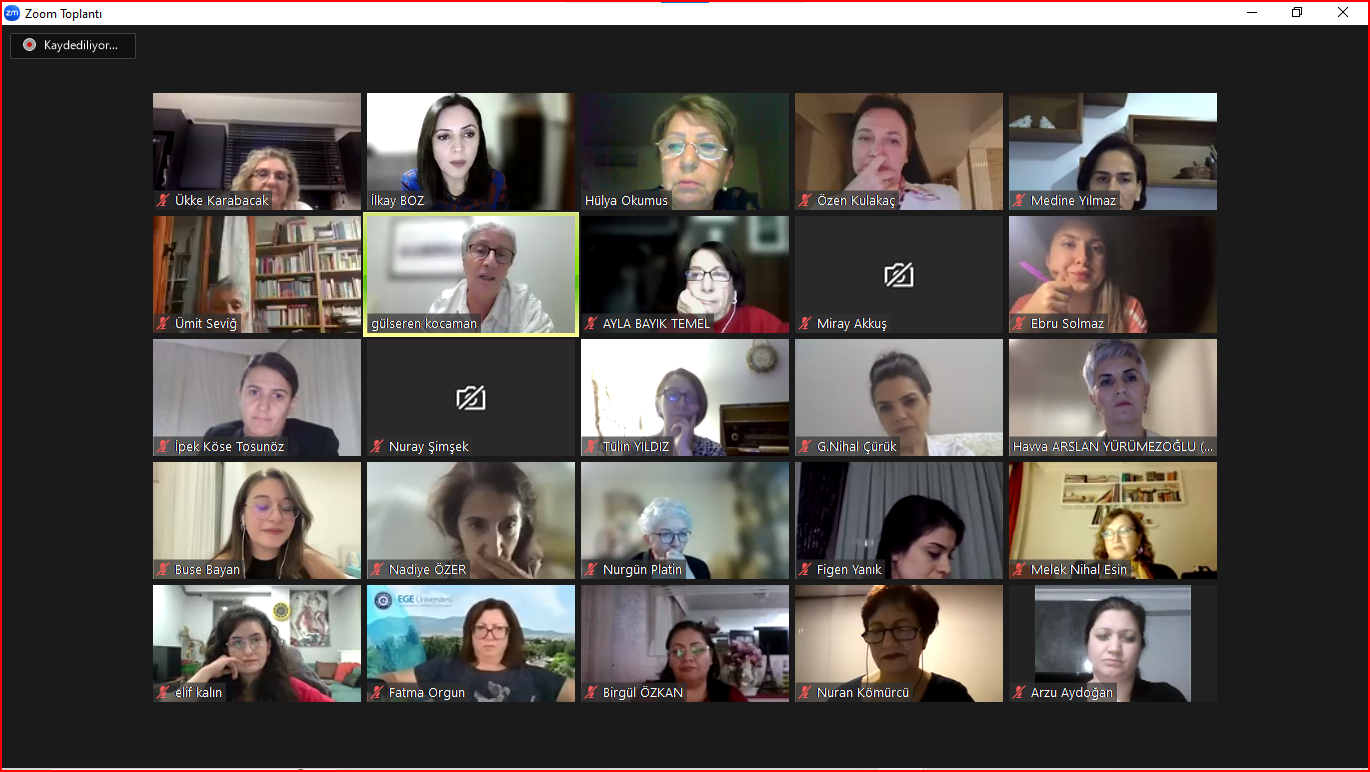 zm Zoom Toplantı
Kaydediliyor...
Ükke Karabacak
İlkay BOZ
Hülya Okumus
Özen Kulakaç
Medine Yılmaz
Ümit Seviğ
gülseren kocaman
AYLA BAYIK TEMEL
Miray Akkuş
Ebru Solmaz
İpek Köse Tosunöz
Nuray Şimşek
Tülin YILDIZ
G.Nihal Çürük
Havva ARSLAN YÜRÜMEZOĞLU (...
Buse Bayan
Nadiye ÖZER
Nurgün Platin
Figen Yanık
Melek Nihal Esin
elif kalın
EGE Üniversitesi
Fatma Orgun
Birgül ÖZKAN
Nuran Kömürcü
Arzu Aydoğan